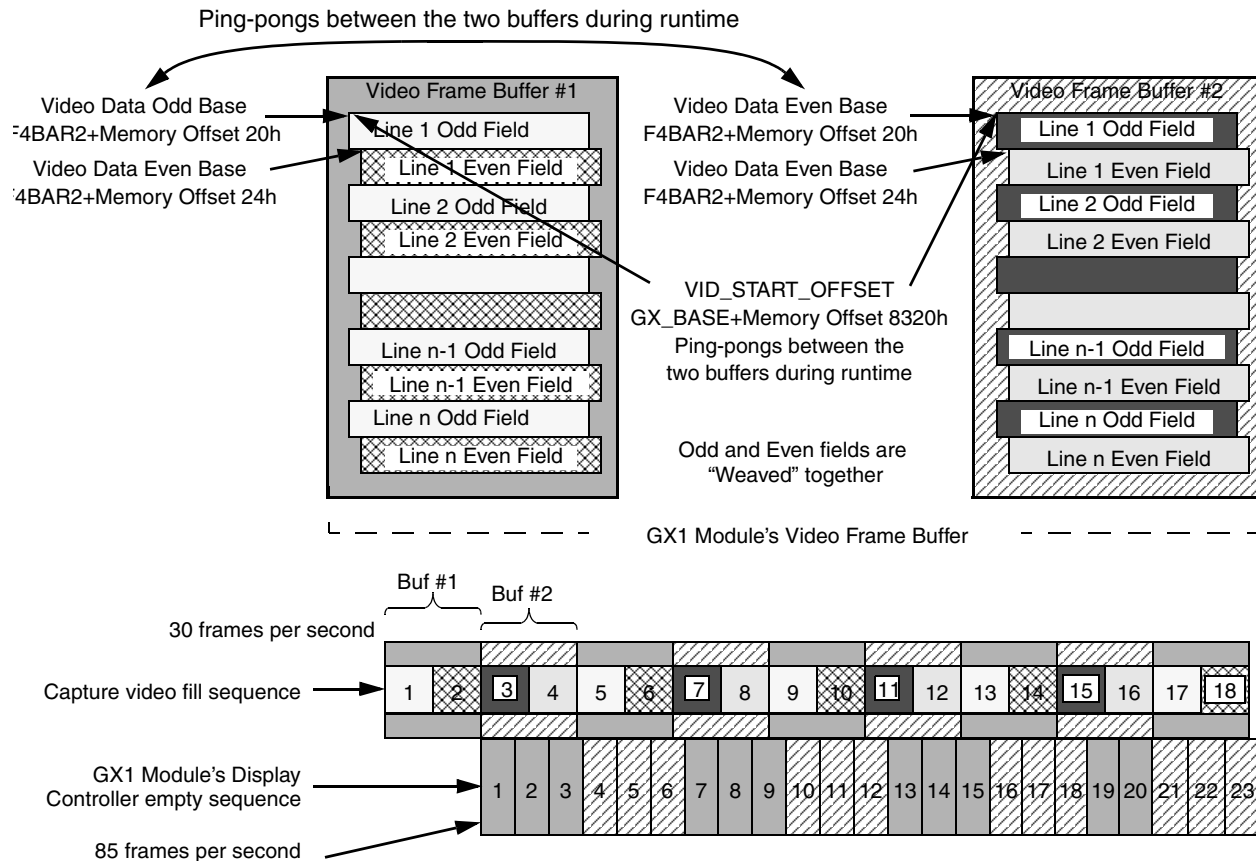 Ping-pongs between the two buffers during runtime
Video Frame Buffer #1
Video Data Odd Base
F4BAR2+Memory Offset 20h
Video Data Even Base
F4BAR2+Memory Offset 24h
Line 1 Odd Field
Line 1 Even Field
Line 2 Odd Field
Line 2 Even Field
Line n-1 Odd Field
Line n-1 Even Field
Line n Odd Field
Line n Even Field
Video Data Even Base
F4BAR2+Memory Offset 20h
Video Data Even Base
F4BAR2+Memory Offset 24h
VID_START_OFFSET
GX_BASE+Memory Offset 8320h
Ping-pongs between the
two buffers during runtime
Odd and Even fields are
“Weaved” together
Video Frame Buffer #2
Line 1 Odd Field
Line 1 Even Field
Line 2 Odd Field
Line 2 Even Field
Line n-1 Odd Field
Line n-1 Even Field
Line n Odd Field
Line n Even Field
GX1 Module’s Video Frame Buffer
Buf #1
Buf #2
30 frames per second
Capture video fill sequence
1 2 3 4 5 6 7 8 9 10 11 12 13 14 15 16 17 18
GX1 Module’s Display
Controller empty sequence
1 2 3 4 5 6 7 8 9 10 11 12 13 14 15 16 17 18 19 20 21 22 23
85 frames per second